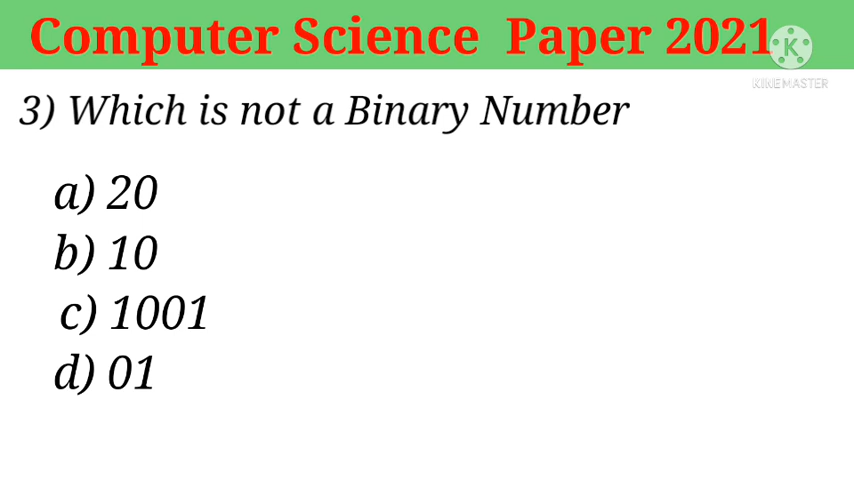 Computer Science Paper 2021
K
KINEMASTER
3) Which is not a Binary Number
a) 20
b) 10
c) 1001
d) 01